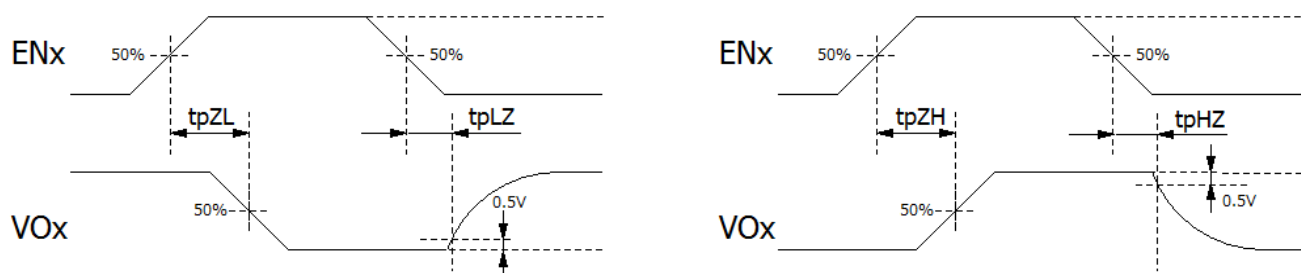 ENx 50% 50% ENx 50% 50%
tpZL tpLZ tpZH tpHZ
VOx 50% 0.5V VOx 50% 0.5V